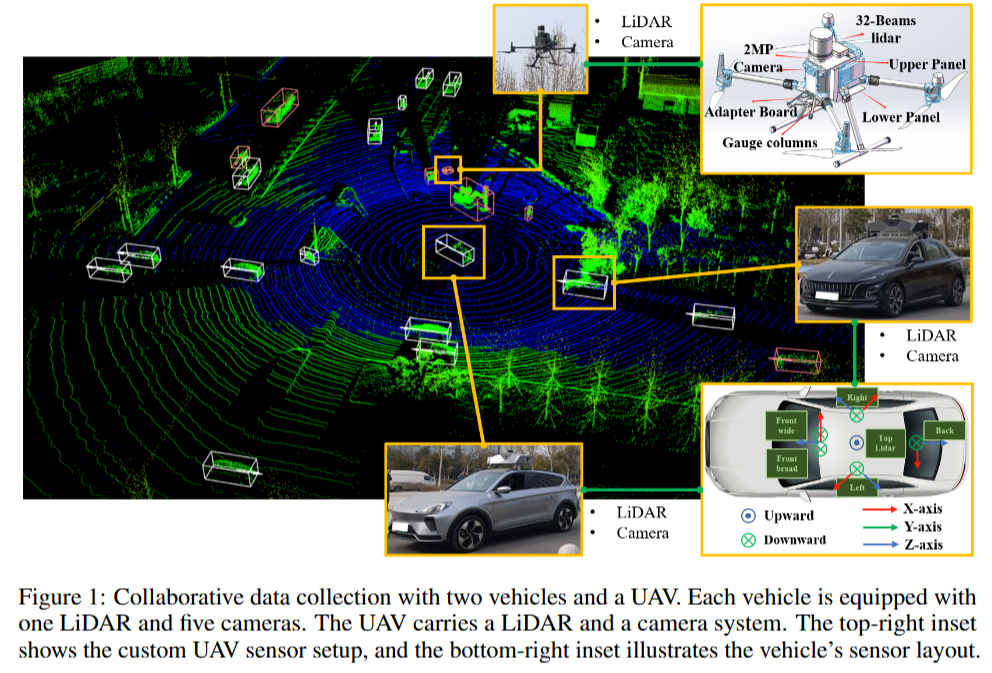 • LiDAR
• Camera
32-Beams
lidar
2MP
Camera
Upper Panel
Adapter Board
Lower Panel
Gauge columns
• LiDAR
• Camera
Right
Front
wide
Top
Lidar
Back
Front
broad
Left
Upward
Downward
X-axis
Y-axis
Z-axis
• LiDAR
• Camera
Figure 1: Collaborative data collection with two vehicles and a UAV. Each vehicle is equipped with
one LiDAR and five cameras. The UAV carries a LiDAR and a camera system. The top-right inset
shows the custom UAV sensor setup, and the bottom-right inset illustrates the vehicle’s sensor layout.